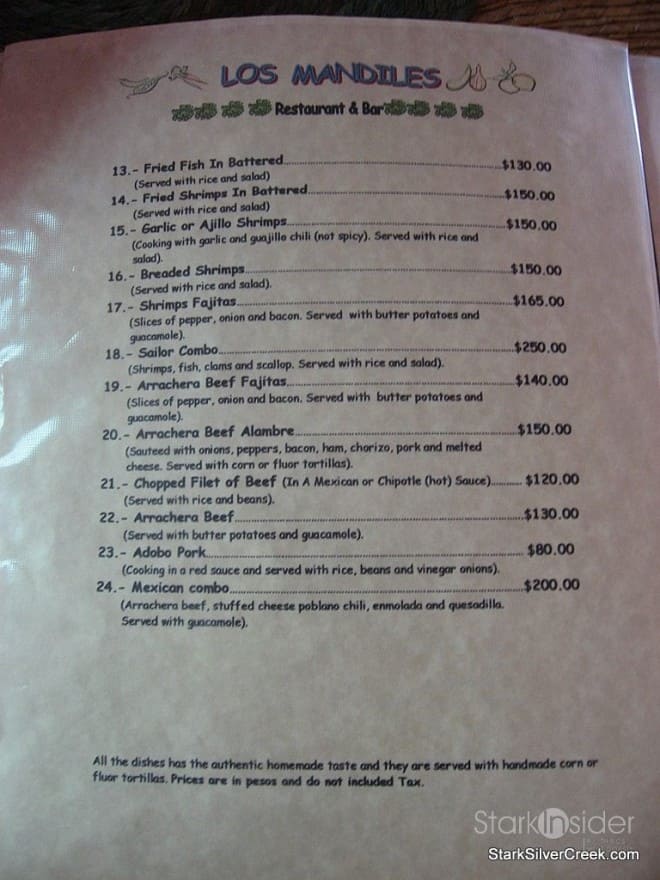 LOS MANDILES
Restaurant & Bar
13.- Fried Fish In Battered....................$130.00
(Served with rice and salad)
14.- Fried Shrimps In Battered....................$150.00
(Served with rice and salad)
15.- Garlic or Ajillo Shrimps....................$150.00
(Cooking with garlic and guajillo chili (not spicy). Served with rice and
salad).
16.- Breaded Shrimps....................$150.00
(Served with rice and salad).
17.- Shrimps Fajitas....................$165.00
(Slices of pepper, onion and bacon. Served with butter potatoes and
guacamole).
18.- Sailor Combo....................$250.00
(Shrimps, fish, clams and scallop. Served with rice and salad).
19.- Arrachera Beef Fajitas....................$140.00
(Slices of pepper, onion and bacon. Served with butter potatoes and
guacamole).
20.- Arrachera Beef Alambre....................$150.00
(Sauteed with onions, peppers, bacon, ham, chorizo, pork and melted
cheese. Served with corn or fluor tortillas).
21.- Chopped Filet of Beef (In A Mexican or Chipotle (hot) Sauce).......... $120.00
(Served with rice and beans).
22.- Arrachera Beef....................$130.00
(Served with butter potatoes and guacamole).
23.- Adobo Pork.................... $80.00
(Cooking in a red sauce and served with rice, beans and vinegar onions).
24.- Mexican combo....................$200.00
(Arrachera beef, stuffed cheese poblano chili, enmolada and quesadilla.
Served with guacamole).
All the dishes has the authentic homemade taste and they are served with handmade corn or
fluor tortillas. Prices are in pesos and do not included Tax.
StarkInsider
StarkSilverCreek.com